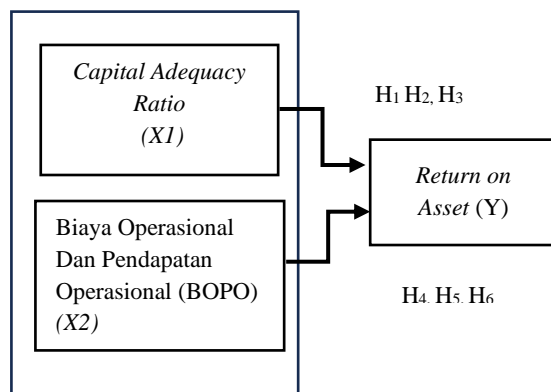 Capital Adequacy
Ratio
(X1)
H1 H2, H3
Return on
Asset (Y)
Biaya Operasional
Dan Pendapatan
Operasional (BOPO)
(X2)
H4, H5, H6